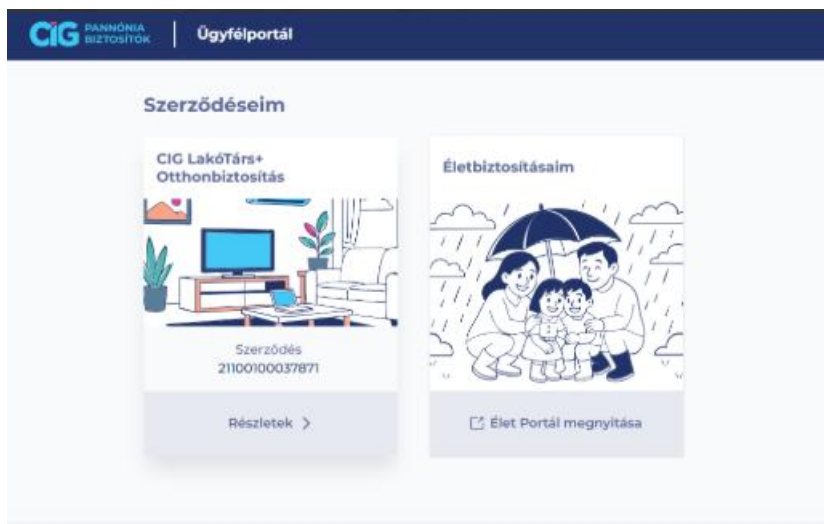 CIG PANNÓNIA
BIZTOSÍTÓK
Ügyfélportál
Szerződéseim
CIG LakóTárs+
Otthonbiztosítás
Szerződés
21100100037871
Részletek
Életbiztosításaim
Élet Portál megnyitása